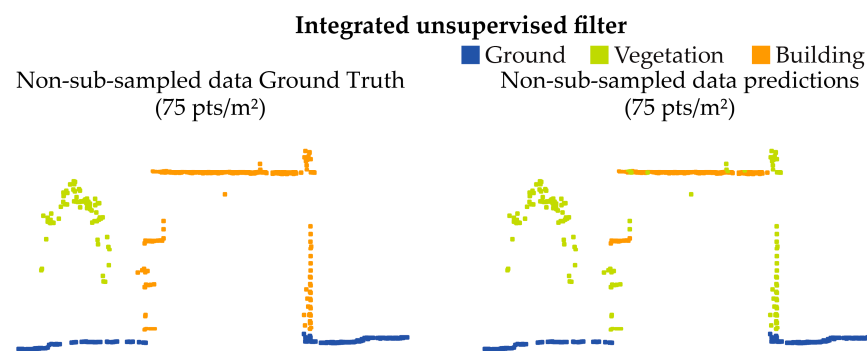 Integrated unsupervised filter
Ground Vegetation Building
Non-sub-sampled data Ground Truth
(75 pts/m²)
Non-sub-sampled data predictions
(75 pts/m²)